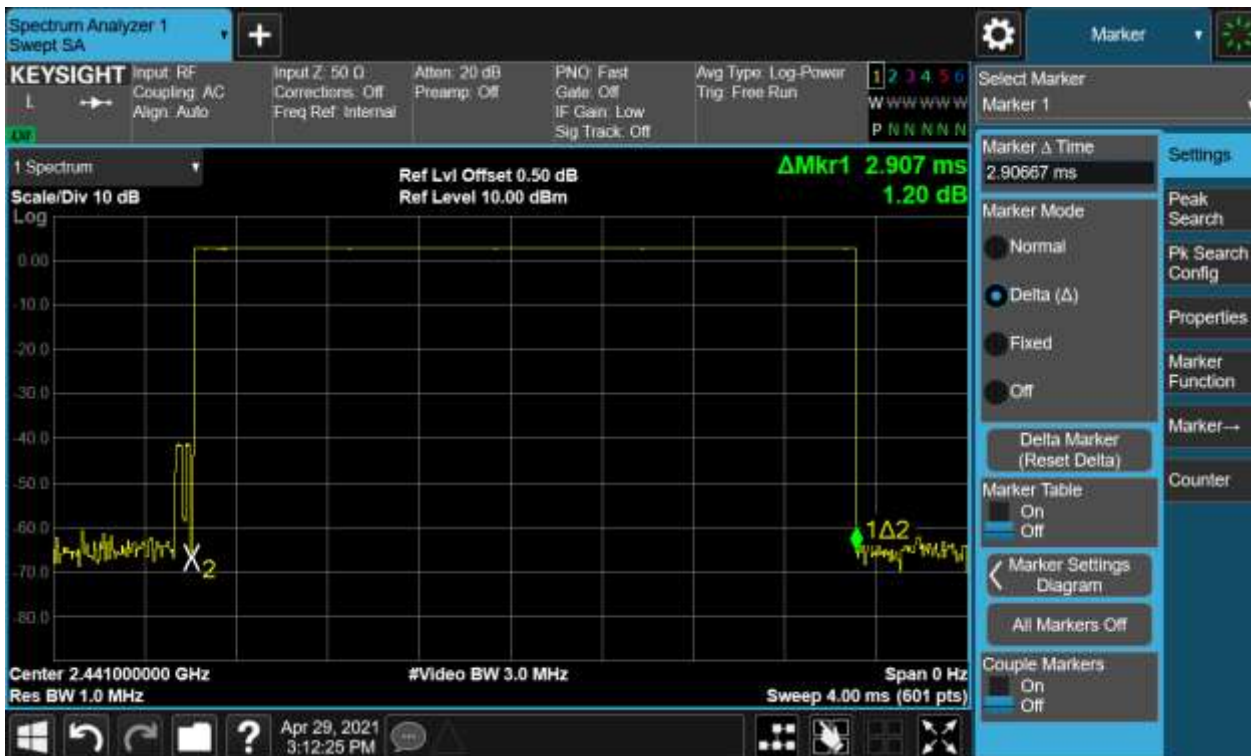 Spectrum Analyzer 1
Swept SA
+
Marker
KEYSIGHT
L
Input: RF
Coupling: AC
Align: Auto
Input Z: 50 Ω
Corrections: Off
Freq Ref: Internal
Atten: 20 dB
Preamp: Off
PNO: Fast
Gate: Off
IF Gain: Low
Sig Track: Off
Avg Type: Log-Power
Trig: Free Run
1 2 3 4 5 6
W W W W W W
P N N N N N
Select Marker
Marker 1
1 Spectrum
Scale/Div 10 dB
Log
Ref Lvl Offset 0.50 dB
Ref Level 10.00 dBm
ΔMkr1 2.907 ms
1.20 dB
0.00
-10.0
-20.0
-30.0
-40.0
-50.0
-60.0
-70.0
-80.0
X2
1Δ2
Center 2.441000000 GHz
Res BW 1.0 MHz
#Video BW 3.0 MHz
Span 0 Hz
Sweep 4.00 ms (601 pts)
Marker Δ Time
2.90667 ms
Marker Mode
Normal
Delta (Δ)
Fixed
Off
Delta Marker
(Reset Delta)
Marker Table
On
Off
Marker Settings
Diagram
All Markers Off
Couple Markers
On
Off
Settings
Peak
Search
Pk Search
Config
Properties
Marker
Function
Marker→
Counter
?
Apr 29, 2021
3:12:25 PM